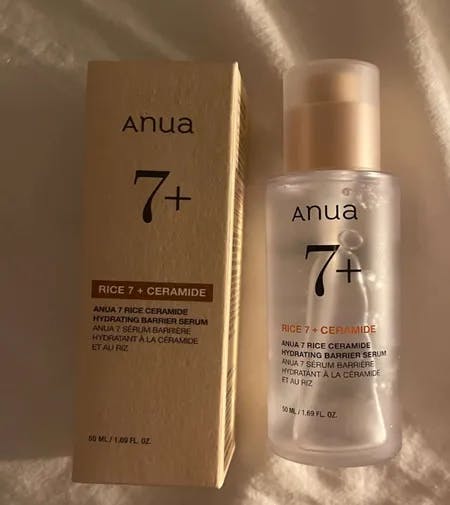 Anua
7+
RICE 7 + CERAMIDE
ANUA 7 RICE CERAMIDE
HYDRATING BARRIER SERUM
ANUA 7 SÉRUM BARRIÈRE
HYDRATANT À LA CÉRAMIDE
ET AU RIZ
50 ML / 1.69 FL. OZ.
Anua
7+
RICE 7 + CERAMIDE
ANUA 7 RICE CERAMIDE
HYDRATING BARRIER SERUM
ANUA 7 SÉRUM BARRIÈRE
HYDRATANT À LA CÉRAMIDE
ET AU RIZ
50 ML / 1.69 FL. OZ.